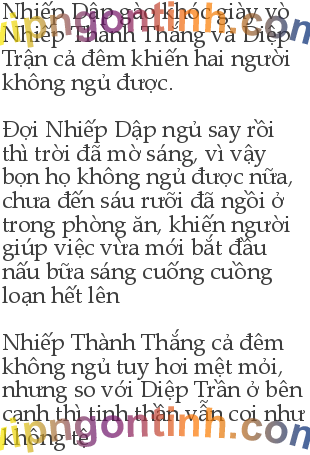 Nhiếp Dập gào khóc giày vò
Nhiếp Thành Thắng và Diệp
Trận cả đêm khiến hai người
không ngủ được.
Đợi Nhiếp Dập ngủ say rồi
thì trời đã mờ sáng, vì vậy
bọn họ không ngủ được nữa,
chưa đến sáu rưỡi đã ngồi ở
trong phòng ăn, khiến người
giúp việc vừa mới bắt đầu
nấu bữa sáng cuống cuồng
loạn hết lên
Nhiếp Thành Thắng cả đêm
không ngủ tuy hơi mệt mỏi,
nhưng so với Diệp Trần ở bên
cạnh thì tinh thần vẫn coi như
không tệ
vipngontinh.com
vipngontinh.com